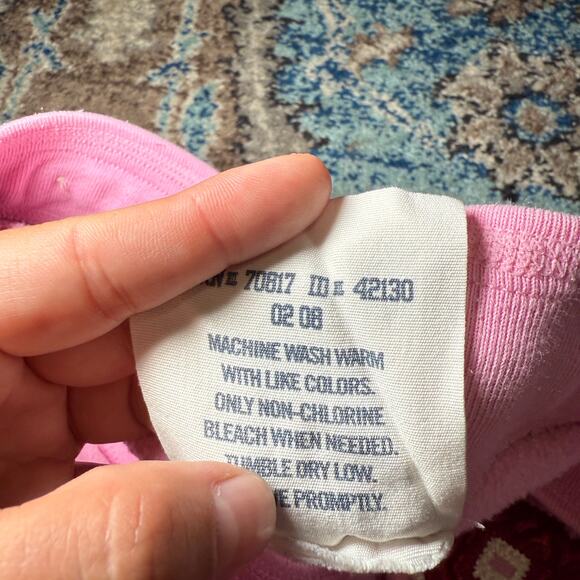 70817 ID # 42130
02 08
MACHINE WASH WARM
WITH LIKE COLORS.
ONLY NON-CHLORINE
BLEACH WHEN NEEDED.
TUMBLE DRY LOW.
PROMPTLY.